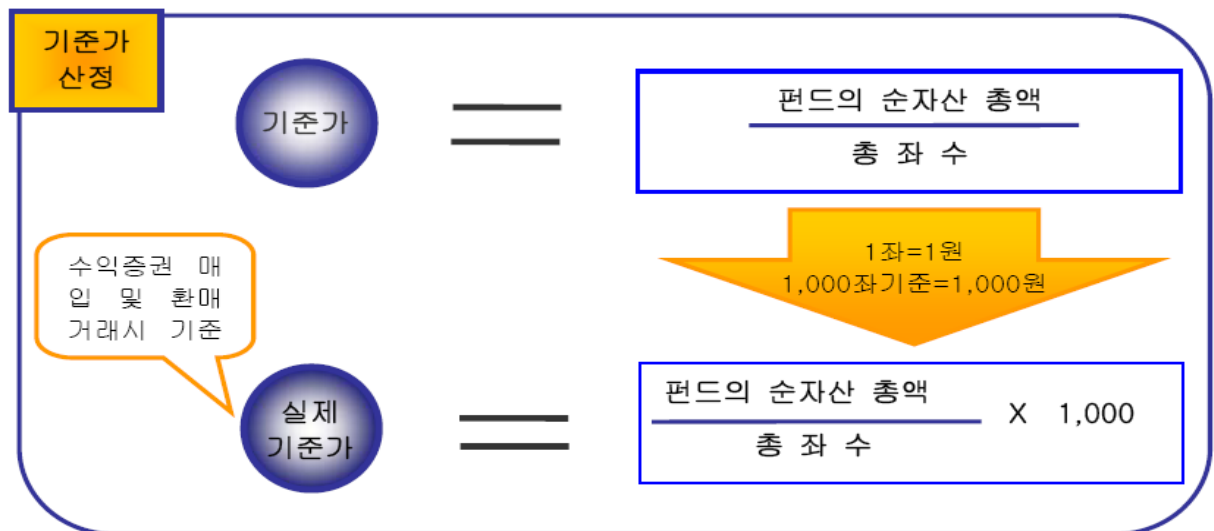 기준가
산정
기준가
펀드의 순자산 총액
총 좌 수
1좌=1원
1,000좌기준=1,000원
수익증권 매
입 및 환매
거래시 기준
실제
기준가
펀드의 순자산 총액
총 좌 수
X 1,000